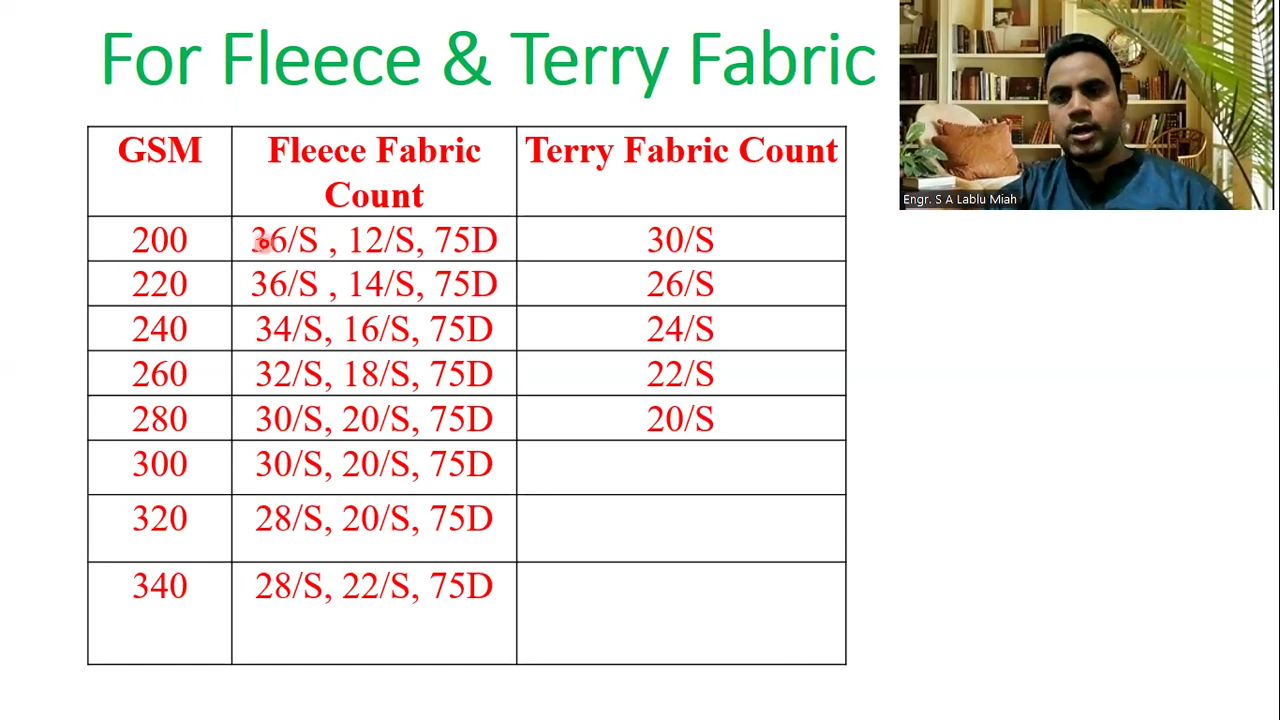 For Fleece & Terry Fabric
GSM Fleece Fabric Count Terry Fabric Count
200 36/S , 12/S, 75D 30/S
220 36/S , 14/S, 75D 26/S
240 34/S, 16/S, 75D 24/S
260 32/S, 18/S, 75D 22/S
280 30/S, 20/S, 75D 20/S
300 30/S, 20/S, 75D
320 28/S, 20/S, 75D
340 28/S, 22/S, 75D
Engr. S A Lablu Miah